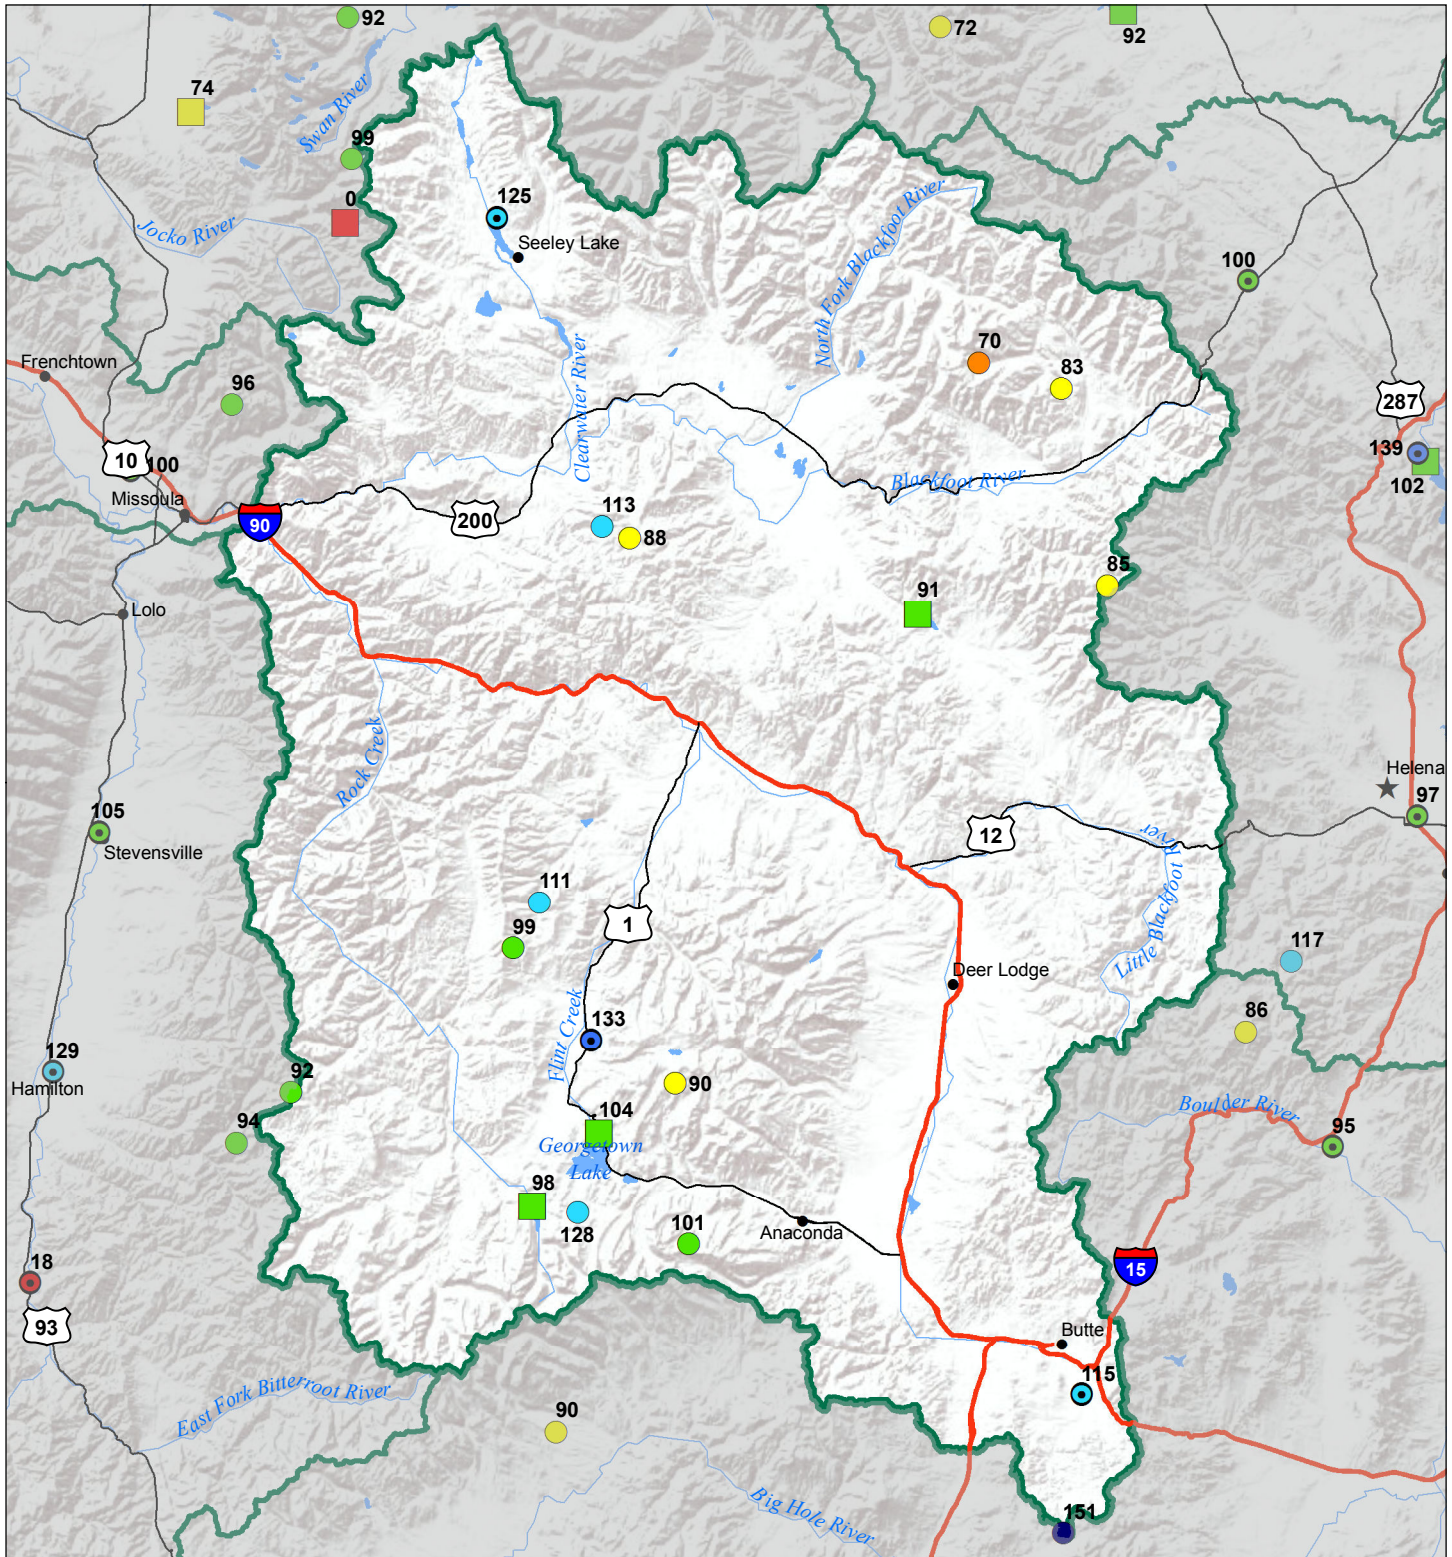 92
72
92
74
Swan River
99
0
Jocko River
125
Seeley Lake
North Fork Blackfoot River
100
Frenchtown
96
Clearwater River
70
83
287
10
100
139
102
Missoula
90
200
Blackfoot River
113
88
85
91
Lolo
Rock Creek
Helena
97
105
Stevensville
12
Little Blackfoot River
111
99
1
117
Deer Lodge
Flint Creek
133
86
129
Hamilton
92
90
94
104
Georgetown
Lake
Boulder River
95
98
128
101
Anaconda
18
93
15
Butte
115
East Fork Bitterroot River
90
Big Hole River
151